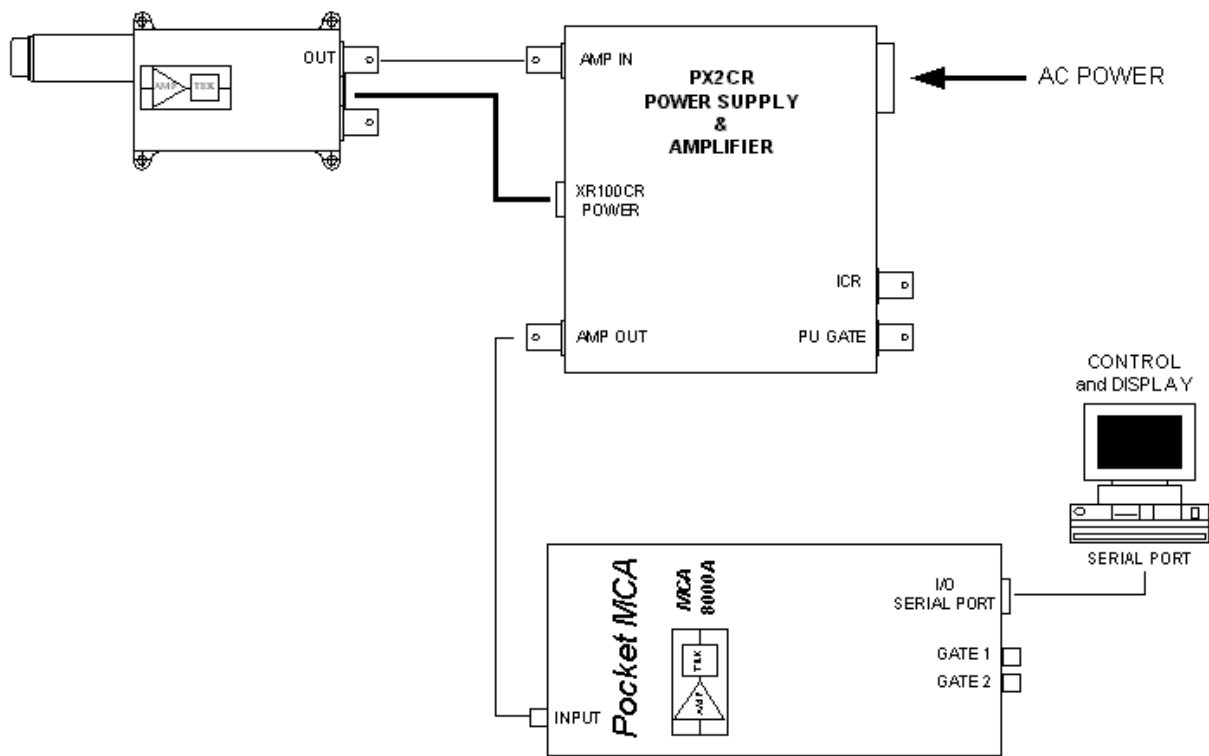 OUT
AMP TEK
AMP IN
PX2CR
POWER SUPPLY
&
AMPLIFIER
AC POWER
XR100CR
POWER
ICR
AMP OUT
PU GATE
CONTROL
and DISPLAY
SERIAL PORT
Pocket MCA
MCA
8000A
AMP TEK
I/O
SERIAL PORT
GATE 1
GATE 2
INPUT